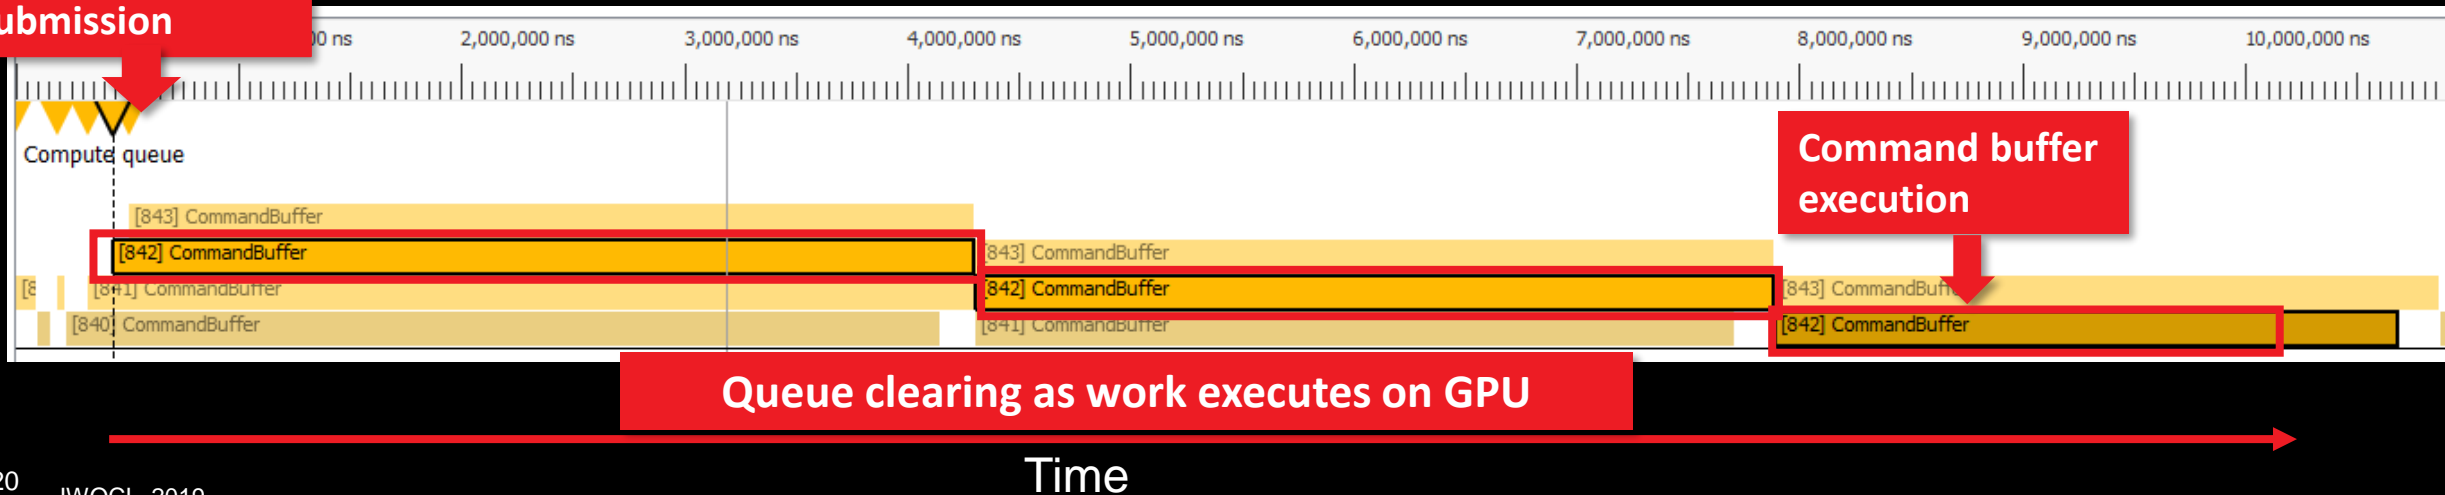 ubmission
00 ns 2,000,000 ns 3,000,000 ns 4,000,000 ns 5,000,000 ns 6,000,000 ns 7,000,000 ns 8,000,000 ns 9,000,000 ns 10,000,000 ns
Compute queue
Command buffer
execution
[843] CommandBuffer
[842] CommandBuffer [843] CommandBuffer
[8 [841] CommandBuffer [842] CommandBuffer [843] CommandBuff
[840] CommandBuffer [841] CommandBuffer [842] CommandBuffer
Queue clearing as work executes on GPU
Time
20
2019